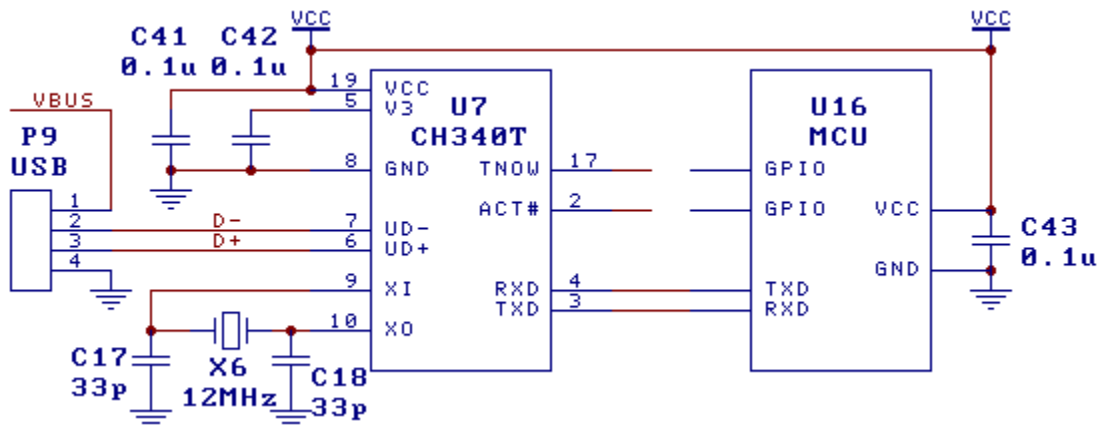 VCC
VCC
C41 C42
0.1u 0.1u
19 VCC
5 V3
U7
CH340T
U16
MCU
VBUS
P9
USB
8 GND
TNOW 17
GPIO
1
2
3
4
D-
D+
7 UD-
6 UD+
ACT# 2
GPIO
VCC
C43
0.1u
GND
9 XI
10 XO
RXD 4
TXD 3
TXD
RXD
C17
33p
X6
12MHz
C18
33p